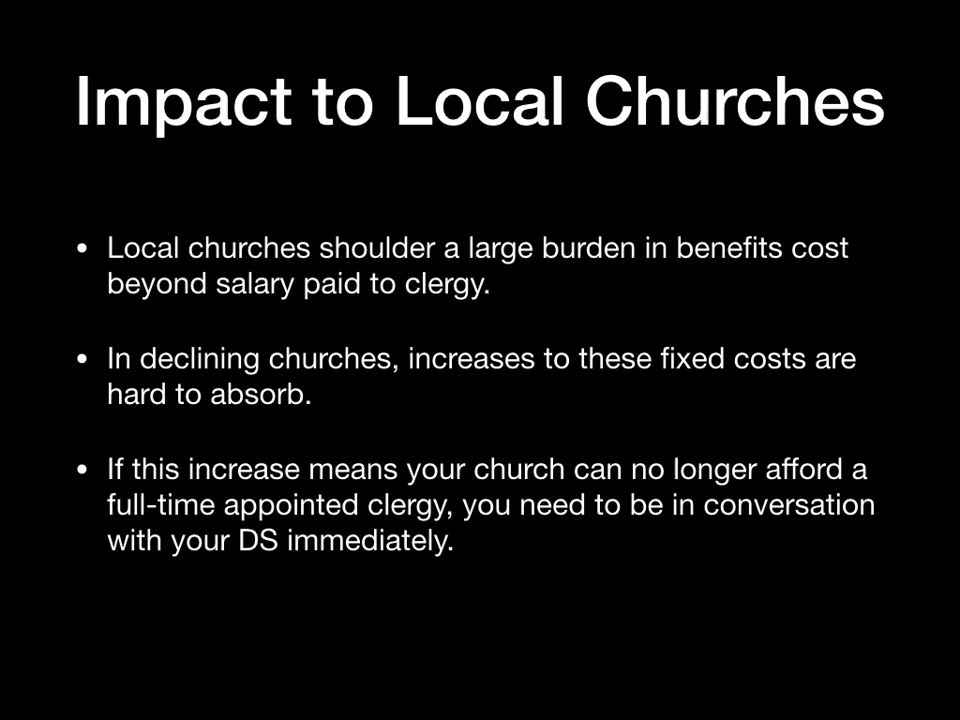 Impact to Local Churches
• Local churches shoulder a large burden in benefits cost
beyond salary paid to clergy.
• In declining churches, increases to these fixed costs are
hard to absorb.
• If this increase means your church can no longer afford a
full-time appointed clergy, you need to be in conversation
with your DS immediately.